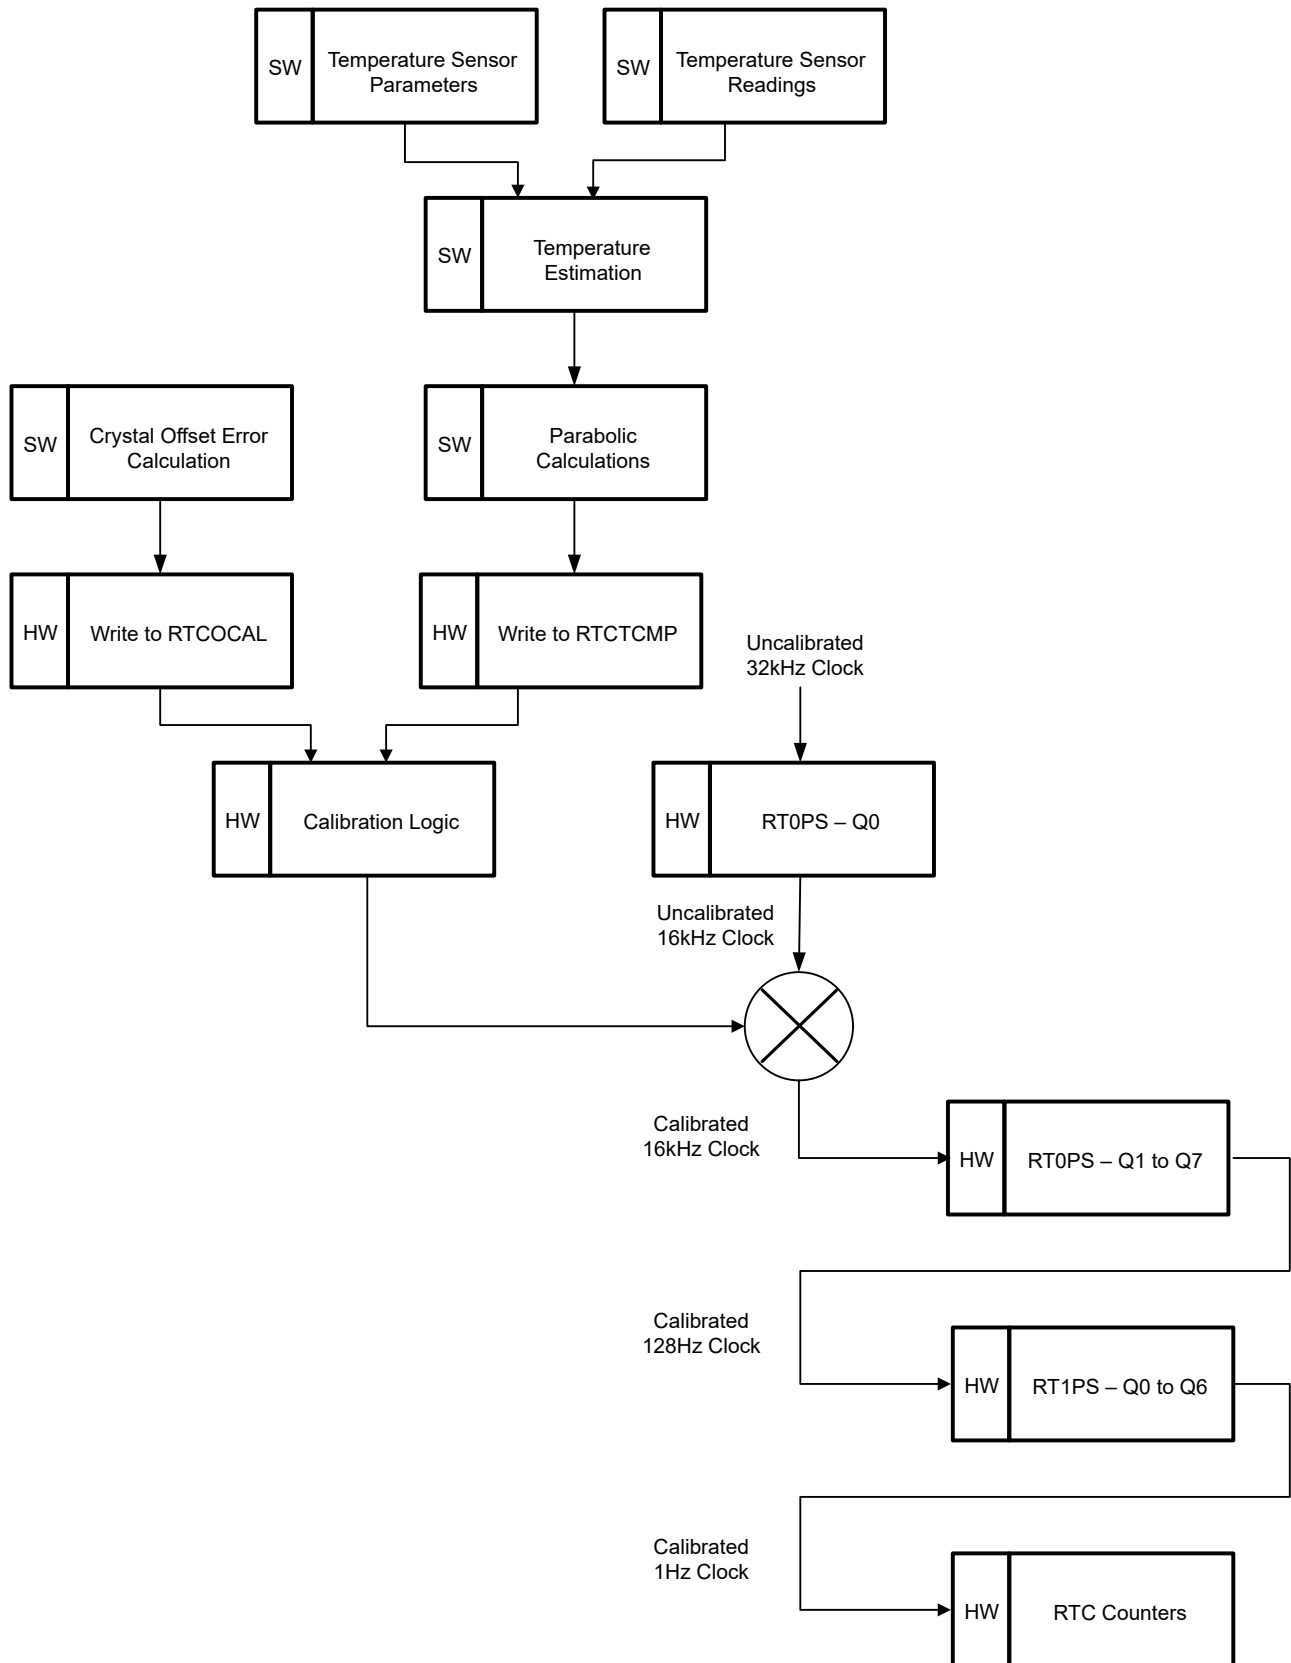 SW
Temperature Sensor
Parameters
SW
Temperature Sensor
Readings
SW
Temperature
Estimation
SW
Crystal Offset Error
Calculation
SW
Parabolic
Calculations
HW
Write to RTCOCAL
HW
Write to RTCTCMP
Uncalibrated
32kHz Clock
HW
Calibration Logic
HW
RT0PS – Q0
Uncalibrated
16kHz Clock
Calibrated
16kHz Clock
HW
RT0PS – Q1 to Q7
Calibrated
128Hz Clock
HW
RT1PS – Q0 to Q6
Calibrated
1Hz Clock
HW
RTC Counters